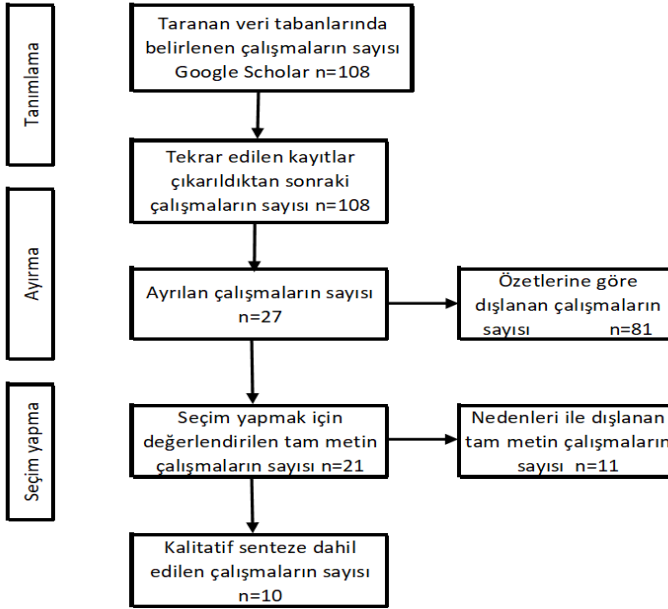 Tanımlama
Taranan veri tabanlarında
belirlenen çalışmaların sayısı
Google Scholar n=108
Tekrar edilen kayıtlar
çıkarıldıktan sonraki
çalışmaların sayısı n=108
Ayırma
Ayrılan çalışmaların sayısı
n=27
Özetlerine göre
dışlanan çalışmaların
sayısı n=81
Seçim yapma
Seçim yapmak için
değerlendirilen tam metin
çalışmaların sayısı n=21
Nedenleri ile dışlanan
tam metin çalışmaların
sayısı n=11
Kalitatif senteze dahil
edilen çalışmaların sayısı
n=10